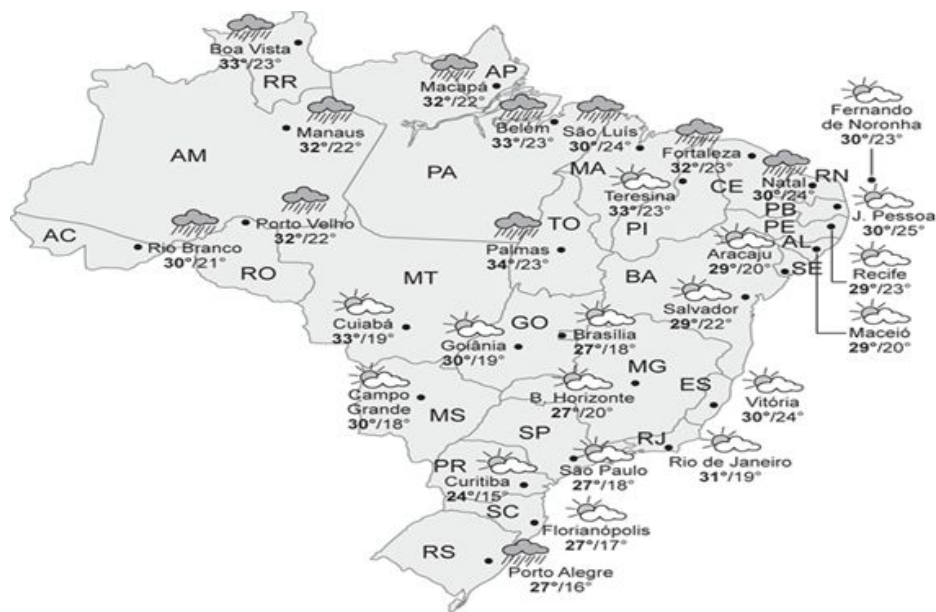 Boa Vista
33°/23°
RR
Macapá
32°/22°
AP
Manaus
32°/22°
Belém
33°/23°
São Luís
30°/24°
Fernando
de Noronha
30°/23°
AM
PA
MA
Fortaleza
32°/23°
CE
Teresina
33°/23°
PI
Natal
30°/24°
RN
PB
J. Pessoa
30°/25°
PE
AL
SE
AC
Rio Branco
30°/21°
Porto Velho
32°/22°
RO
Palmas
34°/23°
TO
MT
BA
Aracaju
29°/20°
Recife
29°/23°
Salvador
29°/22°
Maceió
29°/20°
Cuiabá
33°/19°
Goiânia
30°/19°
GO
Brasília
27°/18°
MG
ES
Campo
Grande
30°/18°
MS
B. Horizonte
27°/20°
Vitória
30°/24°
SP
RJ
São Paulo
27°/18°
Rio de Janeiro
31°/19°
PR
Curitiba
24°/15°
SC
Florianópolis
27°/17°
RS
Porto Alegre
27°/16°